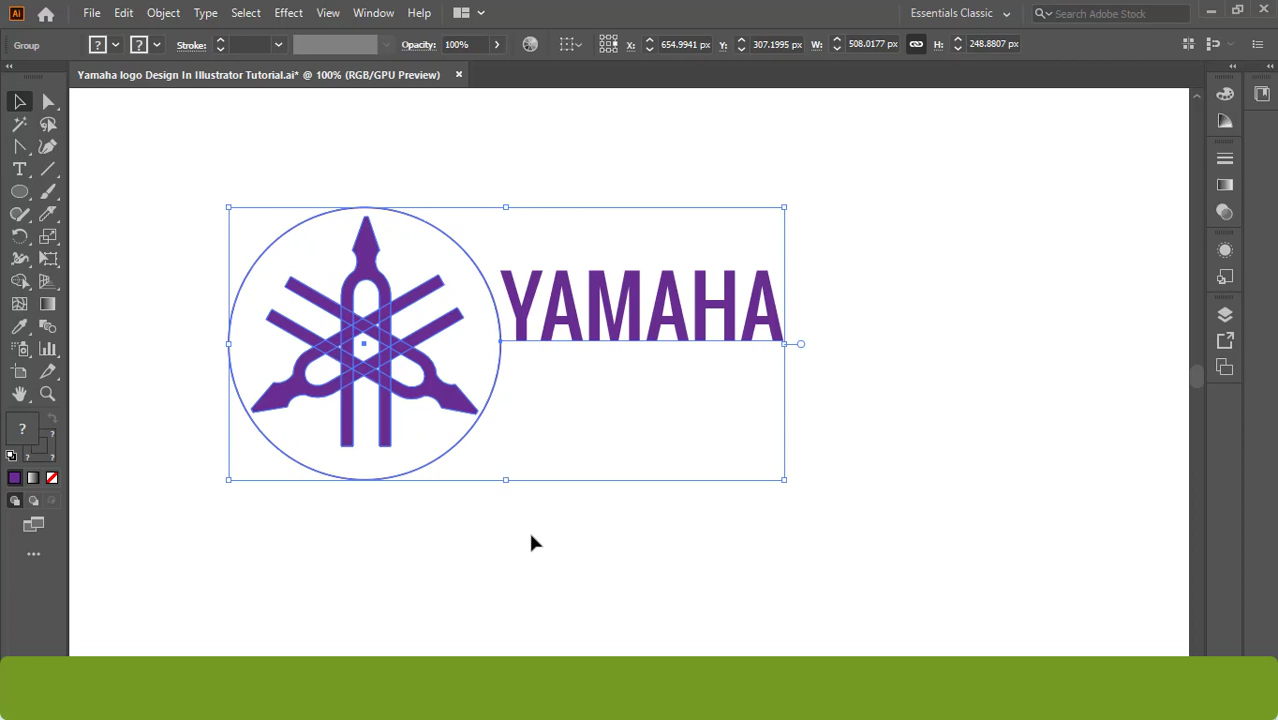 Ai File Edit Object Type Select Effect View Window Help Essentials Classic Search Adobe Stock
Group ? ? Stroke: Opacity: 100% X: 654.9941 px Y: 307.1995 px W: 508.0177 px H: 248.8807 px
Yamaha logo Design In Illustrator Tutorial.ai* @ 100% (RGB/GPU Preview)
YAMAHA
T
? ?
? ?